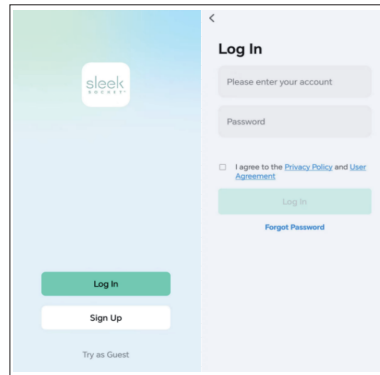 sleek
Log In
Sign Up
Try as Guest
Log In
Please enter your account
Password
I agree to the Privacy Policy and User
Agreement
Log In
Forgot Password